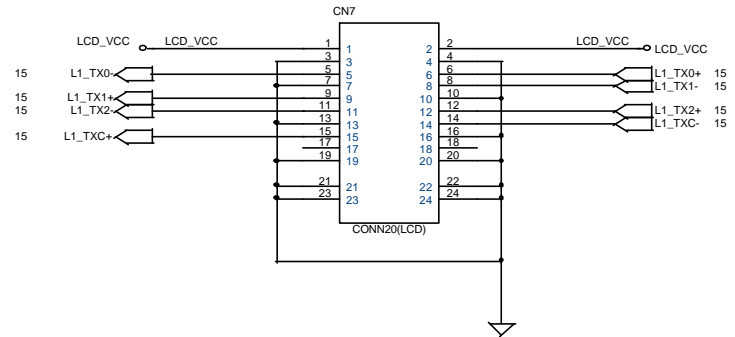 CN7
LCD_VCC LCD_VCC 1 1 2 2 LCD_VCC LCD_VCC
3 3 4 4
15 L1_TX0- 5 5 6 6 L1_TX0+ 15
7 7 8 8 L1_TX1- 15
15 L1_TX1+ 9 9 10 10
15 L1_TX2- 11 11 12 12 L1_TX2+ 15
13 13 14 14 L1_TXC- 15
15 L1_TXC+ 15 15 16 16
17 17 18 18
19 19 20 20
21 21 22 22
23 23 24 24
CONN20(LCD)